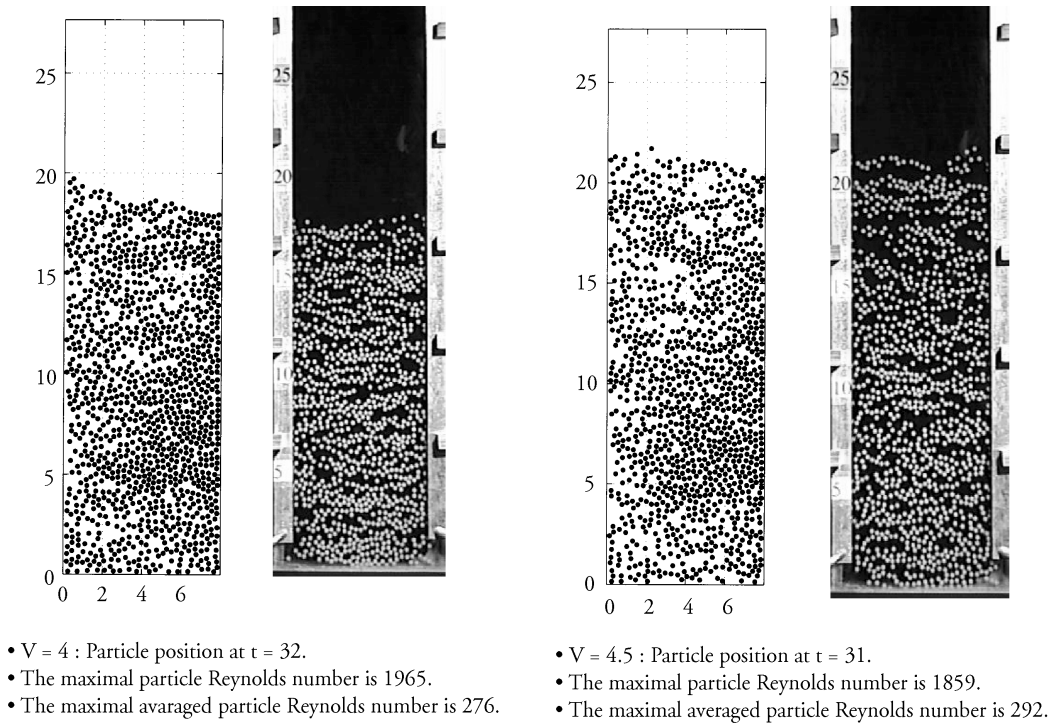 25
20
15
10
5
0
0 2 4 6
25
20
15
10
5
• V = 4 : Particle position at t = 32.
• The maximal particle Reynolds number is 1965.
• The maximal avaraged particle Reynolds number is 276.
25
20
15
10
5
0
0 2 4 6
25
20
15
10
5
• V = 4.5 : Particle position at t = 31.
• The maximal particle Reynolds number is 1859.
• The maximal averaged particle Reynolds number is 292.